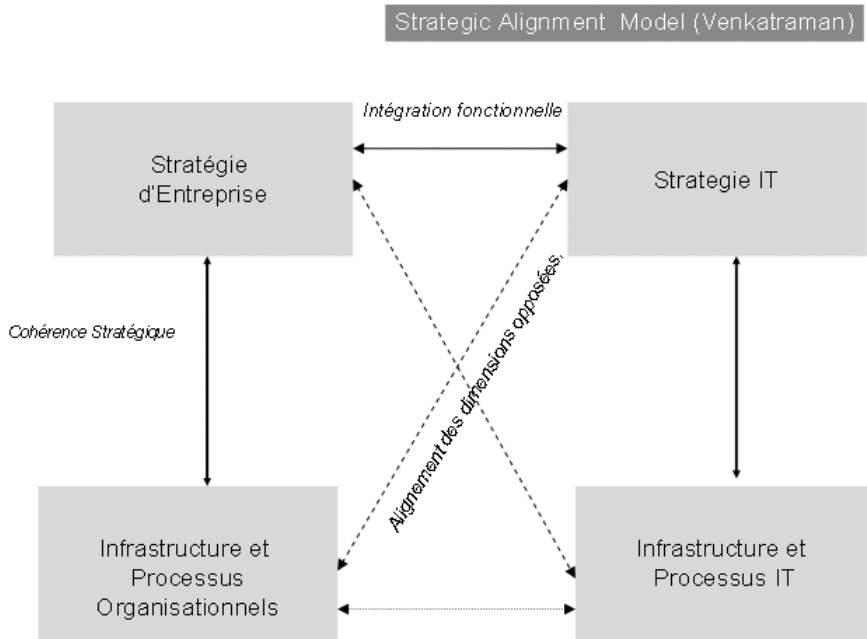 Strategic Alignment Model (Venkatraman)
Intégration fonctionnelle
Stratégie
d'Entreprise
Strategie IT
Cohérence Stratégique
Alignement des dimensions opposées.
Infrastructure et
Processus
Organisationnels
Infrastructure et
Processus IT